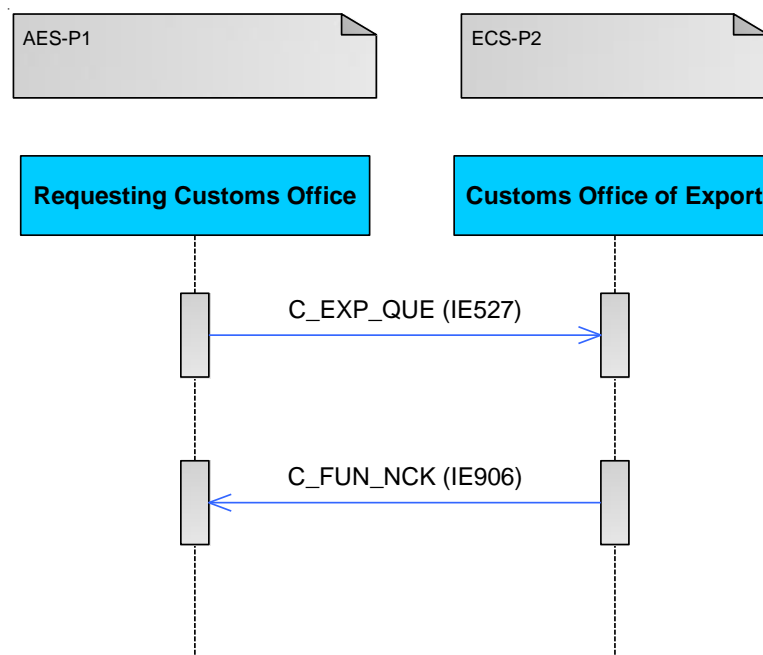 AES-P1
ECS-P2
Requesting Customs Office
Customs Office of Export
C_EXP_QUE (IE527)
C_FUN_NCK (IE906)